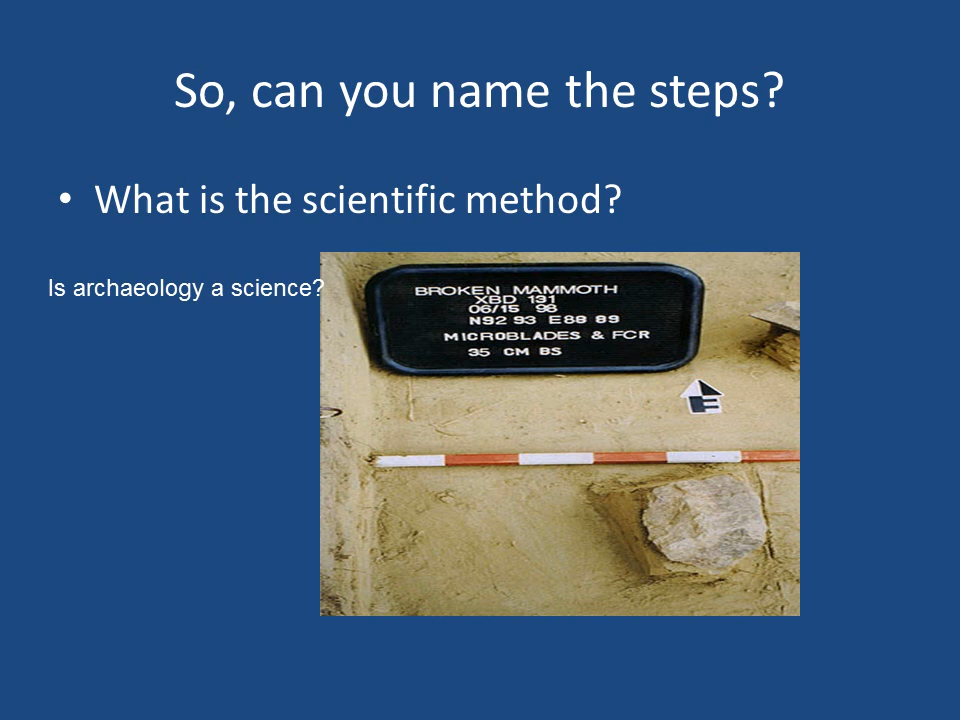 So, can you name the steps?
• What is the scientific method?
Is archaeology a science?
BROKEN MAMMOTH
XBD 131
06/15 98
N92 93 E88 89
MICROBLADES & FCR
35 CM BS